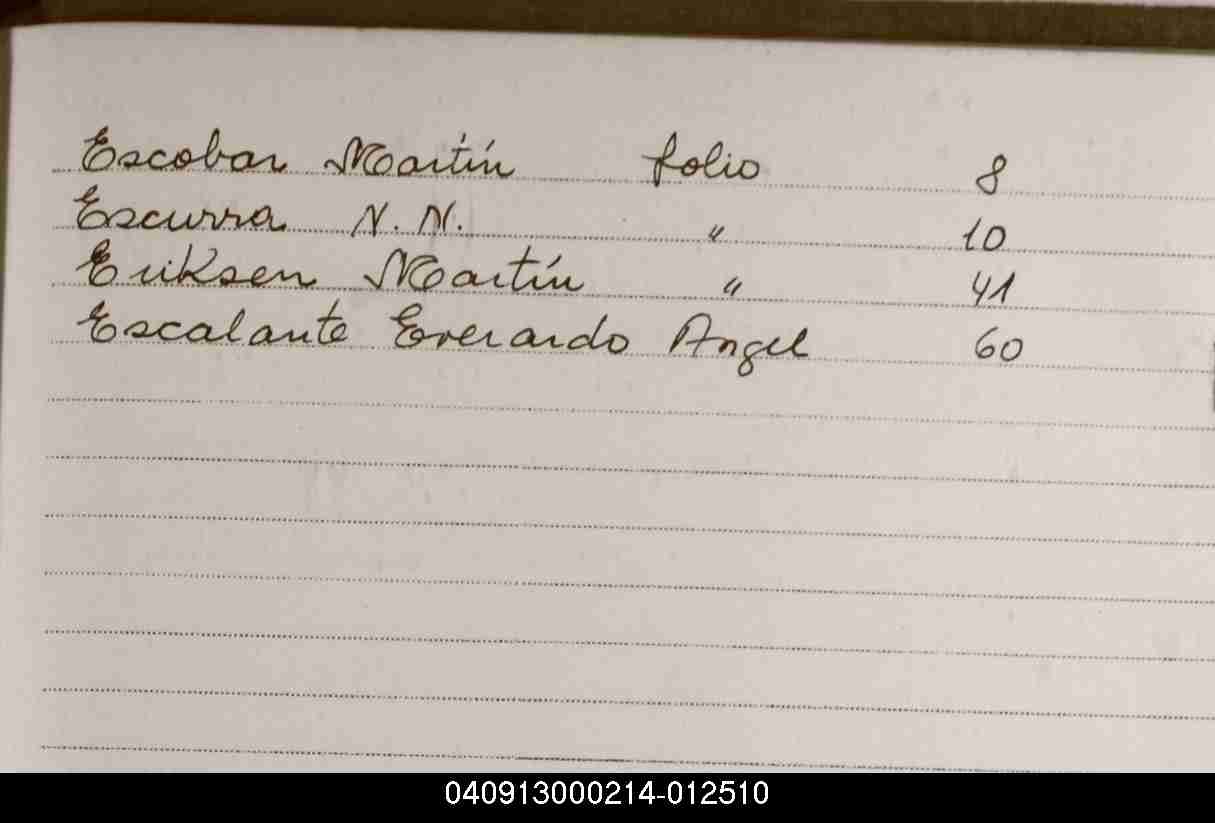 Escobar Martín folio 8
Escurra N. N. " 10
Eriksen Martín " 41
Escalante Everardo Angel 60
040913000214-012510